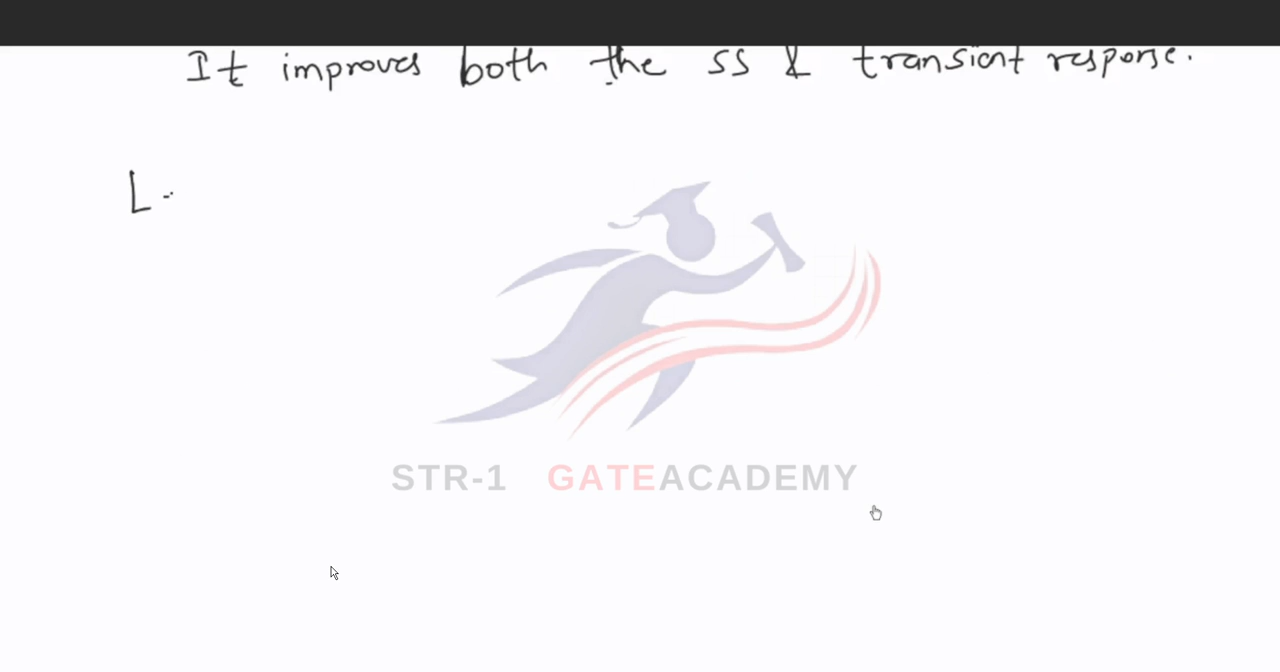 It improves both the SS & transient response.
L -
STR-1 GATEACADEMY